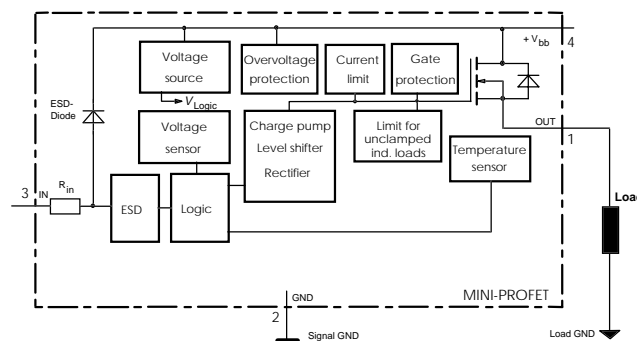 + V bb
4
Voltage
source
Overvoltage
protection
Current
limit
Gate
protection
V Logic
ESD-
Diode
Voltage
sensor
Charge pump
Level shifter
Rectifier
Limit for
unclamped
ind. loads
OUT
1
Temperature
sensor
3
IN
R in
ESD
Logic
Load
GND
MINI-PROFET
2
Signal GND
Load GND